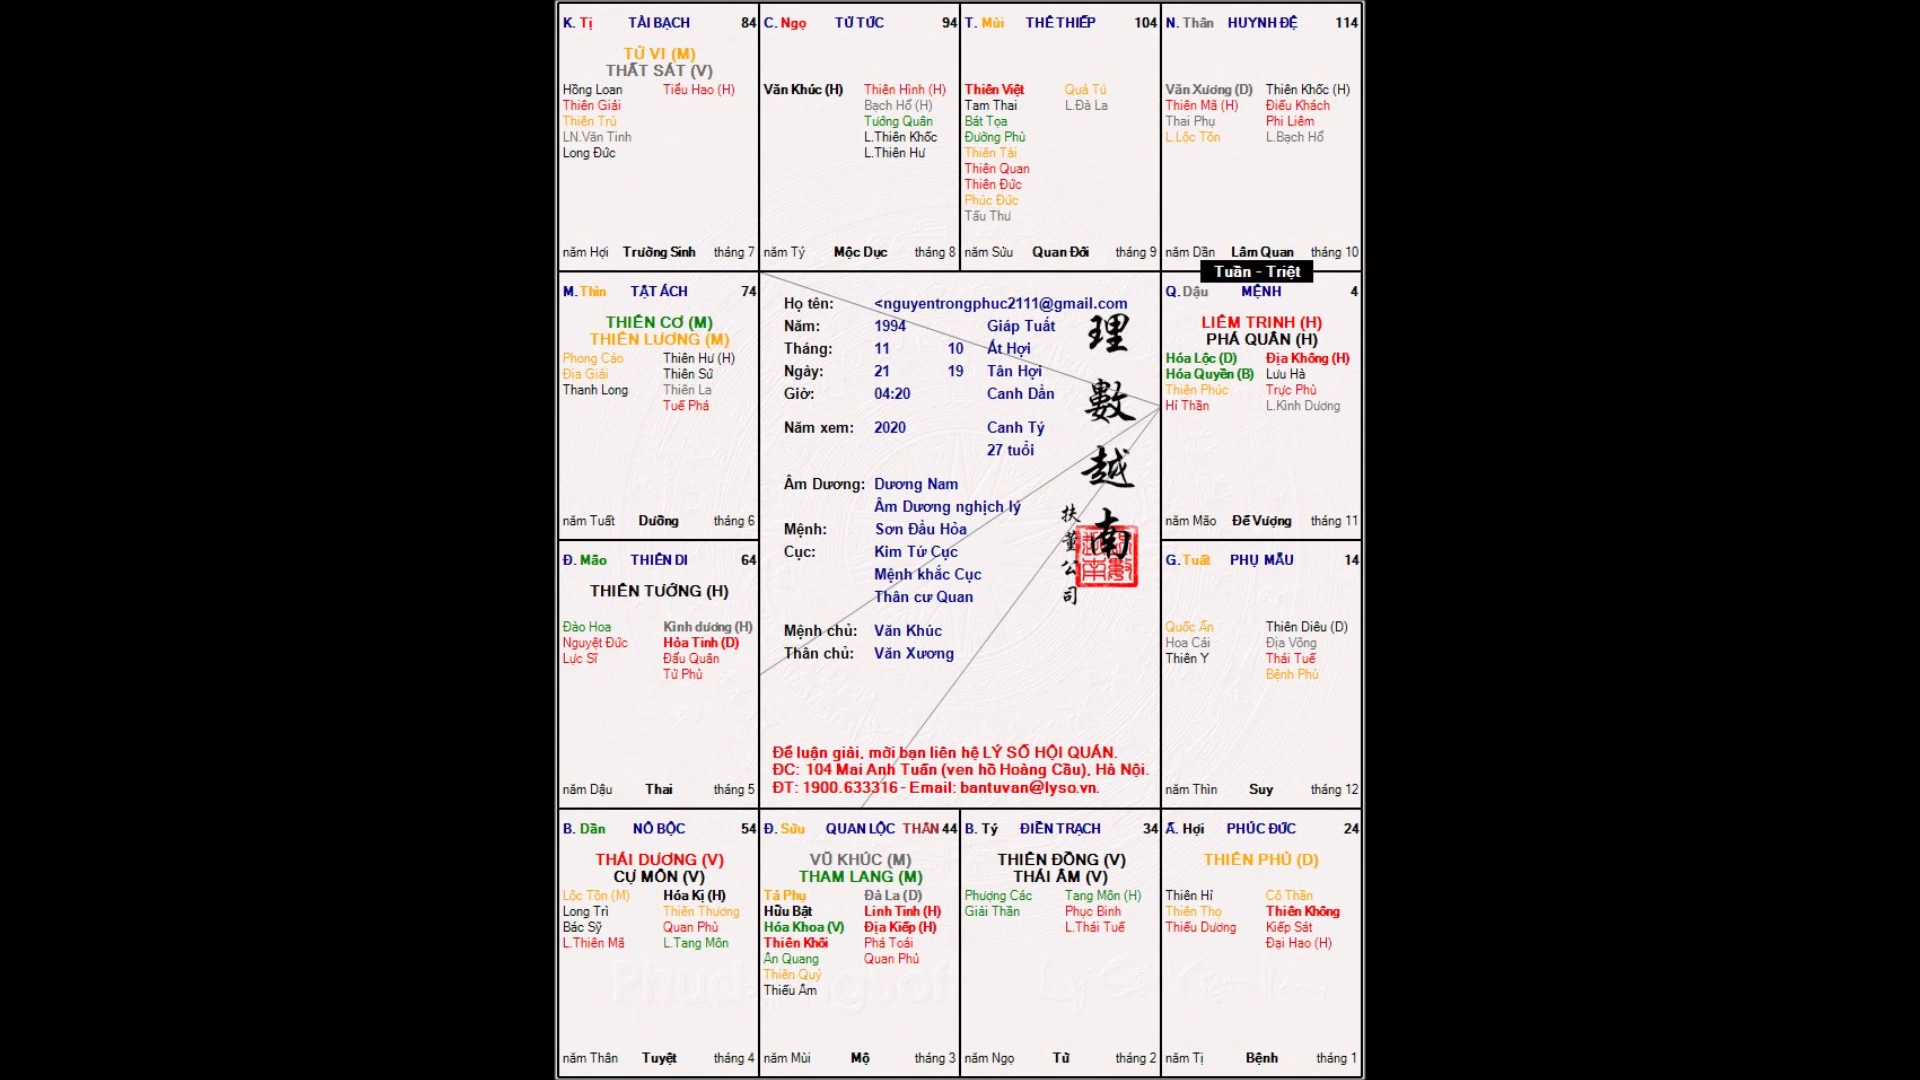 K. Tị TÀI BẠCH 84
TỬ VI (M)
THẤT SÁT (V)
Hồng Loan Tiểu Hao (H)
Thiên Giải
Thiên Trù
LN.Văn Tinh
Long Đức
năm Hợi Trường Sinh tháng 7
C. Ngọ TỬ TỨC 94
Văn Khúc (H) Thiên Hình (H)
Bạch Hổ (H)
Tướng Quân
L.Thiên Khốc
L.Thiên Hư
năm Tý Mộc Dục tháng 8
T. Mùi THÊ THIẾP 104
Thiên Việt Quả Tú
Tam Thai L.Đà La
Bát Tọa
Đường Phù
Thiên Tài
Thiên Quan
Thiên Đức
Phúc Đức
Tấu Thư
năm Sửu Quan Đới tháng 9
N. Thân HUYNH ĐỆ 114
Văn Xương (D) Thiên Khốc (H)
Thiên Mã (H) Điếu Khách
Thai Phụ Phi Liêm
L.Lộc Tồn L.Bạch Hổ
năm Dần Lâm Quan tháng 10
Tuần - Triệt
M. Thìn TẬT ÁCH 74
THIÊN CƠ (M)
THIÊN LƯƠNG (M)
Phong Cáo Thiên Hư (H)
Địa Giải Thiên Sứ
Thanh Long Thiên La
Tuế Phá
năm Tuất Dưỡng tháng 6
Họ tên: <nguyentrongphuc2111@gmail.com
Năm: 1994 Giáp Tuất
Tháng: 11 10 Ất Hợi
Ngày: 21 19 Tân Hợi
Giờ: 04:20 Canh Dần
Năm xem: 2020 Canh Tý
27 tuổi
Âm Dương: Dương Nam
Âm Dương nghịch lý
Mệnh: Sơn Đầu Hỏa
Cục: Kim Tứ Cục
Mệnh khắc Cục
Thân cư Quan
Mệnh chủ: Văn Khúc
Thân chủ: Văn Xương
理數越南
扶董公司
Để luận giải, mời bạn liên hệ LÝ SỐ HỘI QUÁN.
ĐC: 104 Mai Anh Tuấn (ven hồ Hoàng Cầu), Hà Nội.
ĐT: 1900.633316 - Email: bantuvan@lyso.vn.
Q. Dậu MỆNH 4
LIÊM TRINH (H)
PHÁ QUÂN (H)
Hóa Lộc (D) Địa Không (H)
Hóa Quyền (B) Lưu Hà
Thiên Phúc Trực Phù
Hỉ Thần L.Kình Dương
năm Mão Đế Vượng tháng 11
Đ. Mão THIÊN DI 64
THIÊN TƯỚNG (H)
Đào Hoa Kình dương (H)
Nguyệt Đức Hỏa Tinh (D)
Lực Sĩ Đẩu Quân
Tử Phù
năm Dậu Thai tháng 5
G. Tuất PHỤ MẪU 14
Quốc Ấn Thiên Diêu (D)
Hoa Cái Địa Võng
Thiên Y Thái Tuế
Bệnh Phù
năm Thìn Suy tháng 12
B. Dần NÔ BỘC 54
THÁI DƯƠNG (V)
CỰ MÔN (V)
Lộc Tồn (M) Hóa Kị (H)
Long Trì Thiên Thương
Bác Sỹ Quan Phù
L.Thiên Mã L.Tang Môn
năm Thân Tuyệt tháng 4
Đ. Sửu QUAN LỘC THÂN 44
VŨ KHÚC (M)
THAM LANG (M)
Tả Phụ Đà La (D)
Hữu Bật Linh Tinh (H)
Hóa Khoa (V) Địa Kiếp (H)
Thiên Khôi Phá Toái
Ân Quang Quan Phủ
Thiên Quý
Thiếu Âm
năm Mùi Mộ tháng 3
B. Tý ĐIỀN TRẠCH 34
THIÊN ĐỒNG (V)
THÁI ÂM (V)
Phượng Các Tang Môn (H)
Giải Thần Phục Binh
L.Thái Tuế
năm Ngọ Tử tháng 2
Ấ. Hợi PHÚC ĐỨC 24
THIÊN PHỦ (D)
Thiên Hỉ Cô Thần
Thiên Thọ Thiên Không
Thiếu Dương Kiếp Sát
Đại Hao (H)
năm Tị Bệnh tháng 1